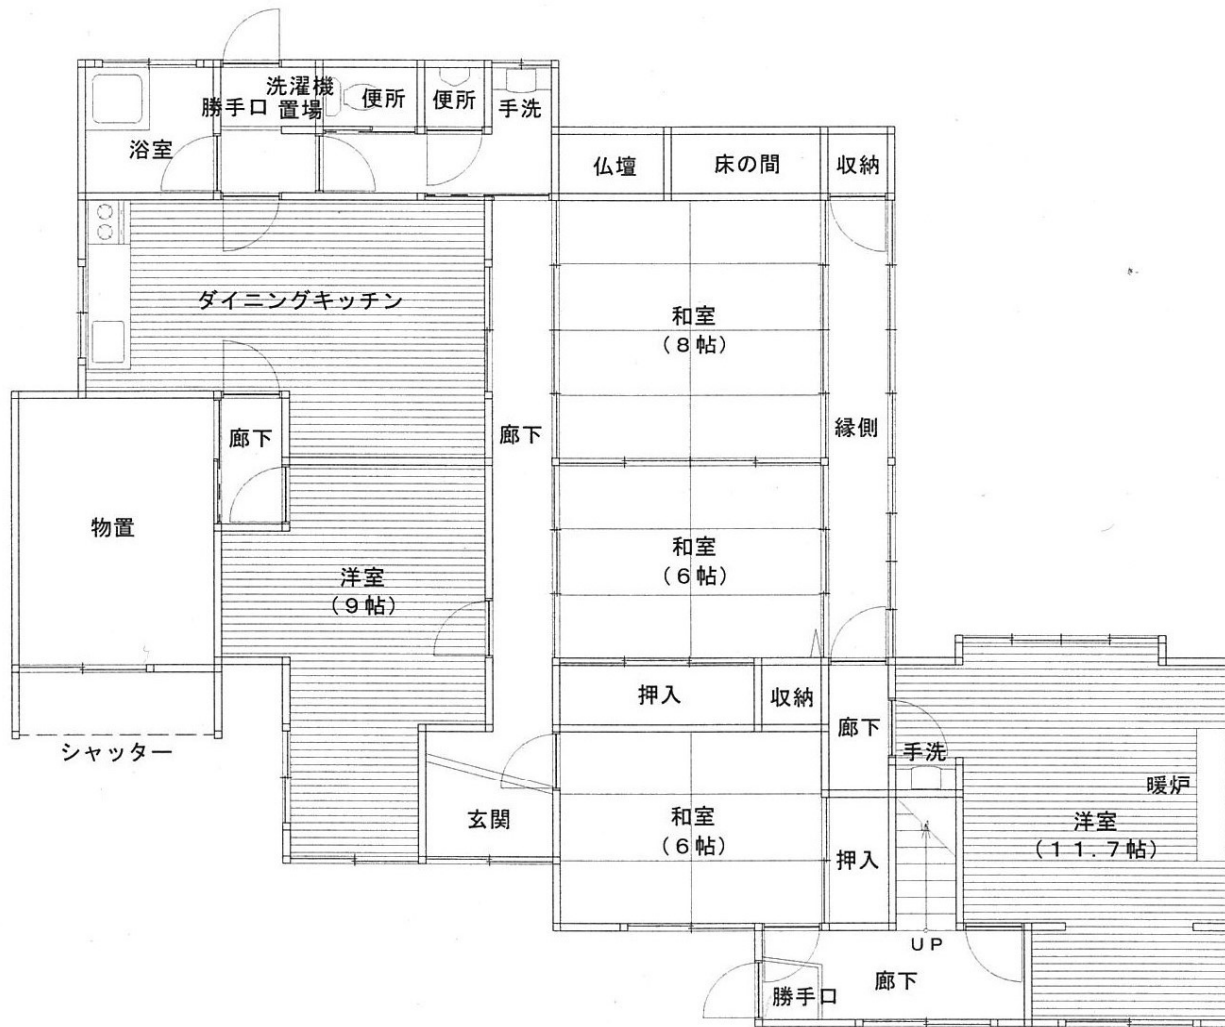 洗濯機
置場
勝手口
便所
便所
手洗
浴室
仏壇
床の間
収納
ダイニングキッチン
和室
(8帖)
廊下
廊下
縁側
物置
洋室
(9帖)
和室
(6帖)
押入
収納
廊下
シャッター
手洗
暖炉
玄関
和室
(6帖)
押入
洋室
(11.7帖)
UP
廊下
勝手口